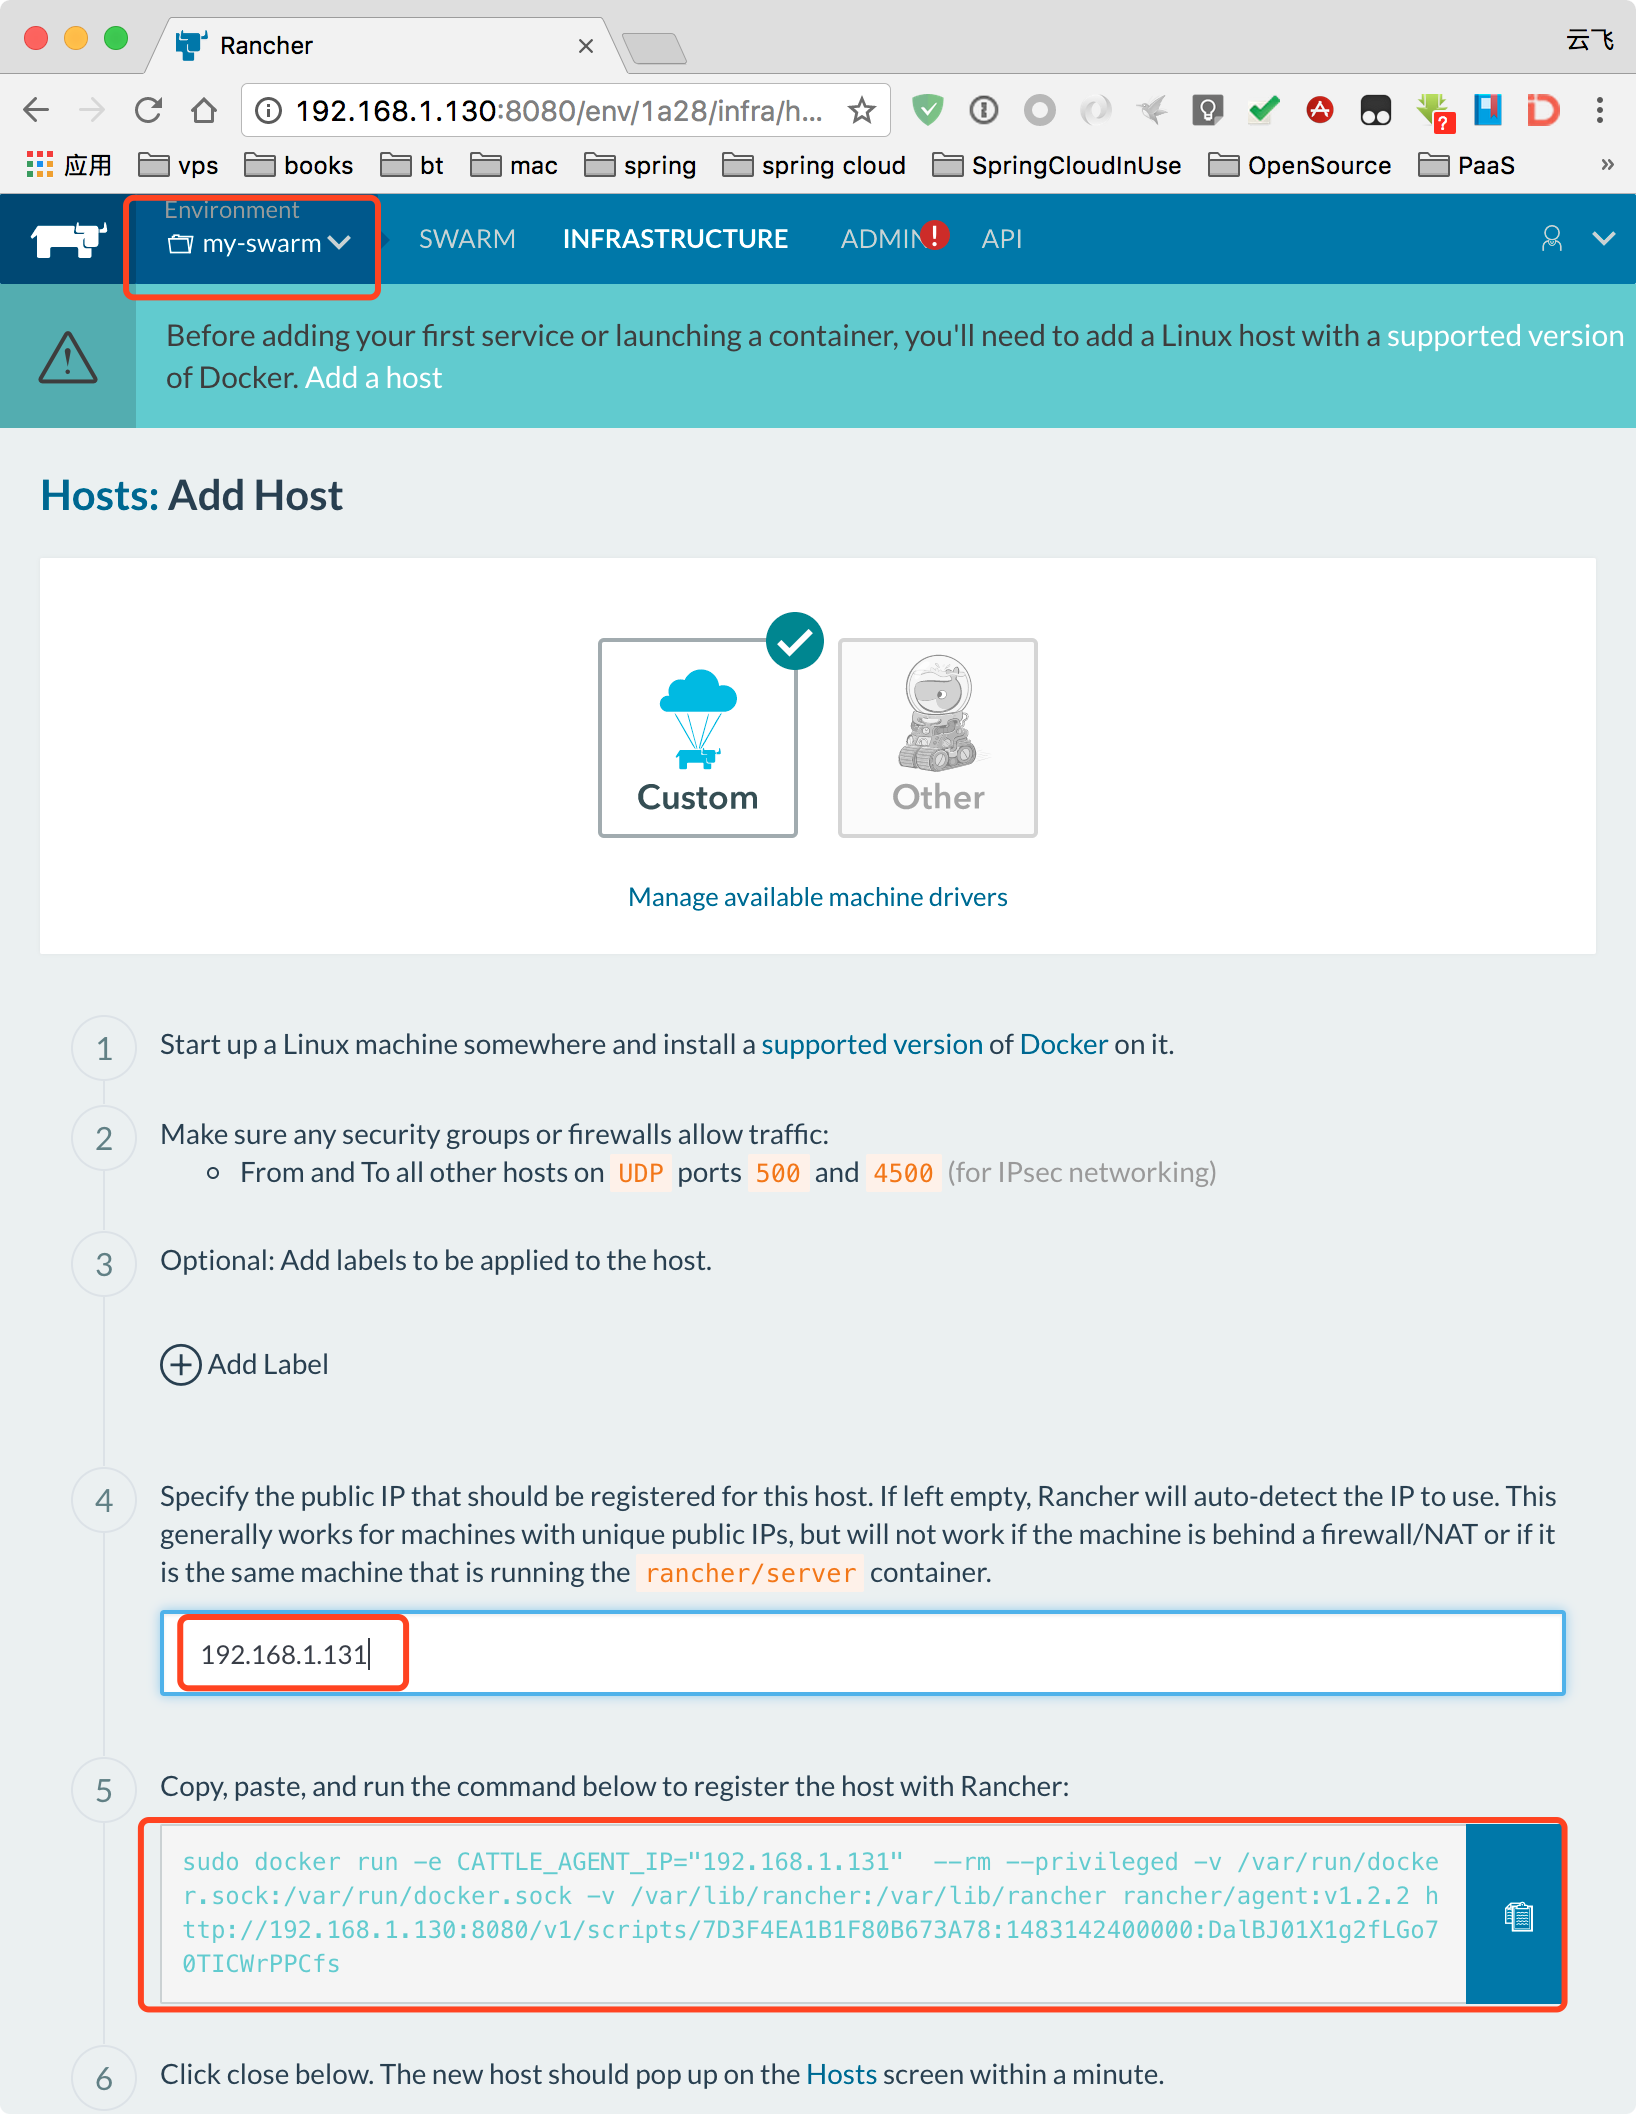 Rancher
云飞
192.168.1.130:8080/env/1a28/infra/h...
应用 vps books bt mac spring spring cloud SpringCloudInUse OpenSource PaaS »
Environment
my-swarm SWARM INFRASTRUCTURE ADMIN ! API
Before adding your first service or launching a container, you'll need to add a Linux host with a supported version
of Docker. Add a host
Hosts: Add Host
Custom Other
Manage available machine drivers
1 Start up a Linux machine somewhere and install a supported version of Docker on it.
2 Make sure any security groups or firewalls allow traffic:
From and To all other hosts on UDP ports 500 and 4500 (for IPsec networking)
3 Optional: Add labels to be applied to the host.
Add Label
4 Specify the public IP that should be registered for this host. If left empty, Rancher will auto-detect the IP to use. This
generally works for machines with unique public IPs, but will not work if the machine is behind a firewall/NAT or if it
is the same machine that is running the rancher/server container.
192.168.1.131
5 Copy, paste, and run the command below to register the host with Rancher:
sudo docker run -e CATTLE_AGENT_IP="192.168.1.131"  --rm --privileged -v /var/run/docke
r.sock:/var/run/docker.sock -v /var/lib/rancher:/var/lib/rancher rancher/agent:v1.2.2 h
ttp://192.168.1.130:8080/v1/scripts/7D3F4EA1B1F80B673A78:1483142400000:DalBJ01X1g2fLGo7
0TICWrPPCfs
6 Click close below. The new host should pop up on the Hosts screen within a minute.